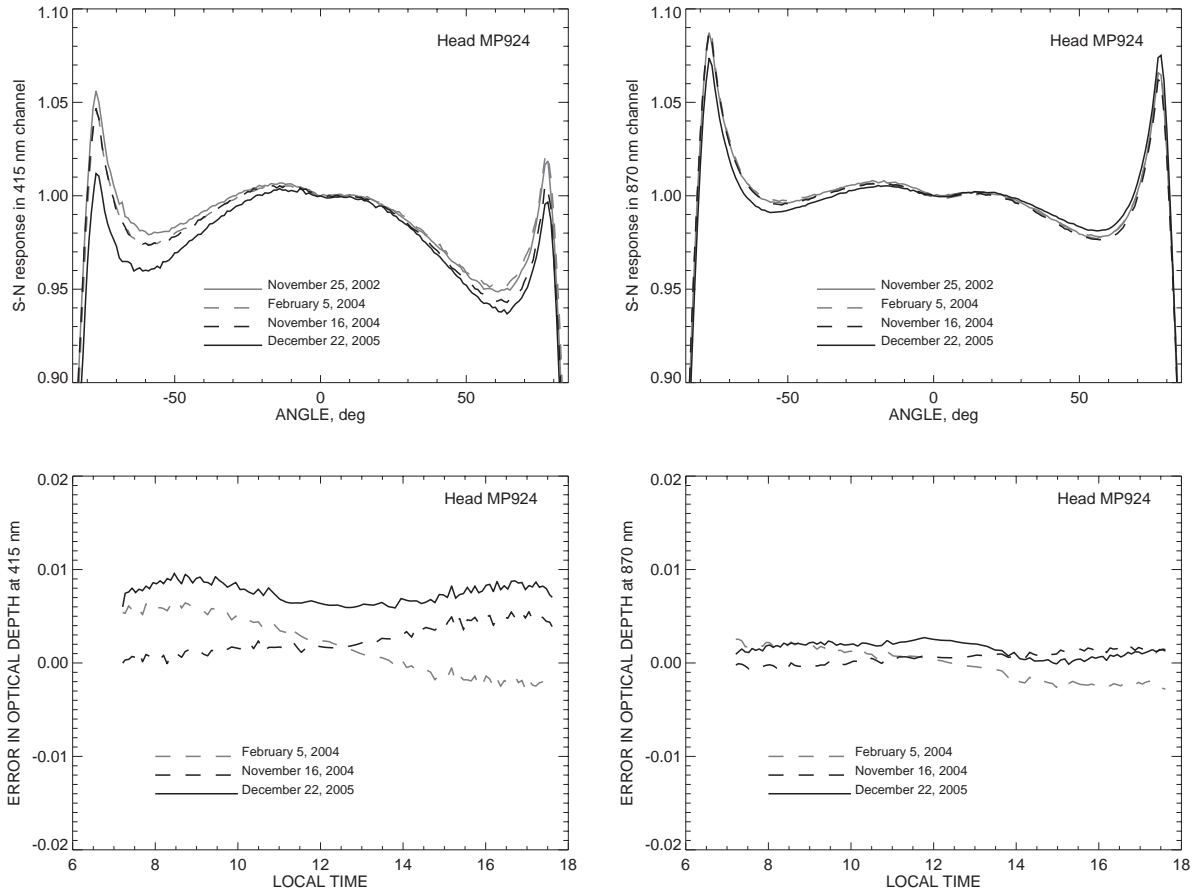 Head MP924
S-N response in 415 nm channel
1.10
1.05
1.00
0.95
0.90
November 25, 2002
February 5, 2004
November 16, 2004
December 22, 2005
-50
0
50
ANGLE, deg
Head MP924
S-N response in 870 nm channel
1.10
1.05
1.00
0.95
0.90
November 25, 2002
February 5, 2004
November 16, 2004
December 22, 2005
-50
0
50
ANGLE, deg
Head MP924
ERROR IN OPTICAL DEPTH at 415 nm
0.02
0.01
0.00
-0.01
-0.02
February 5, 2004
November 16, 2004
December 22, 2005
6
8
10
12
14
16
18
LOCAL TIME
Head MP924
ERROR IN OPTICAL DEPTH at 870 nm
0.02
0.01
0.00
-0.01
-0.02
February 5, 2004
November 16, 2004
December 22, 2005
6
8
10
12
14
16
18
LOCAL TIME